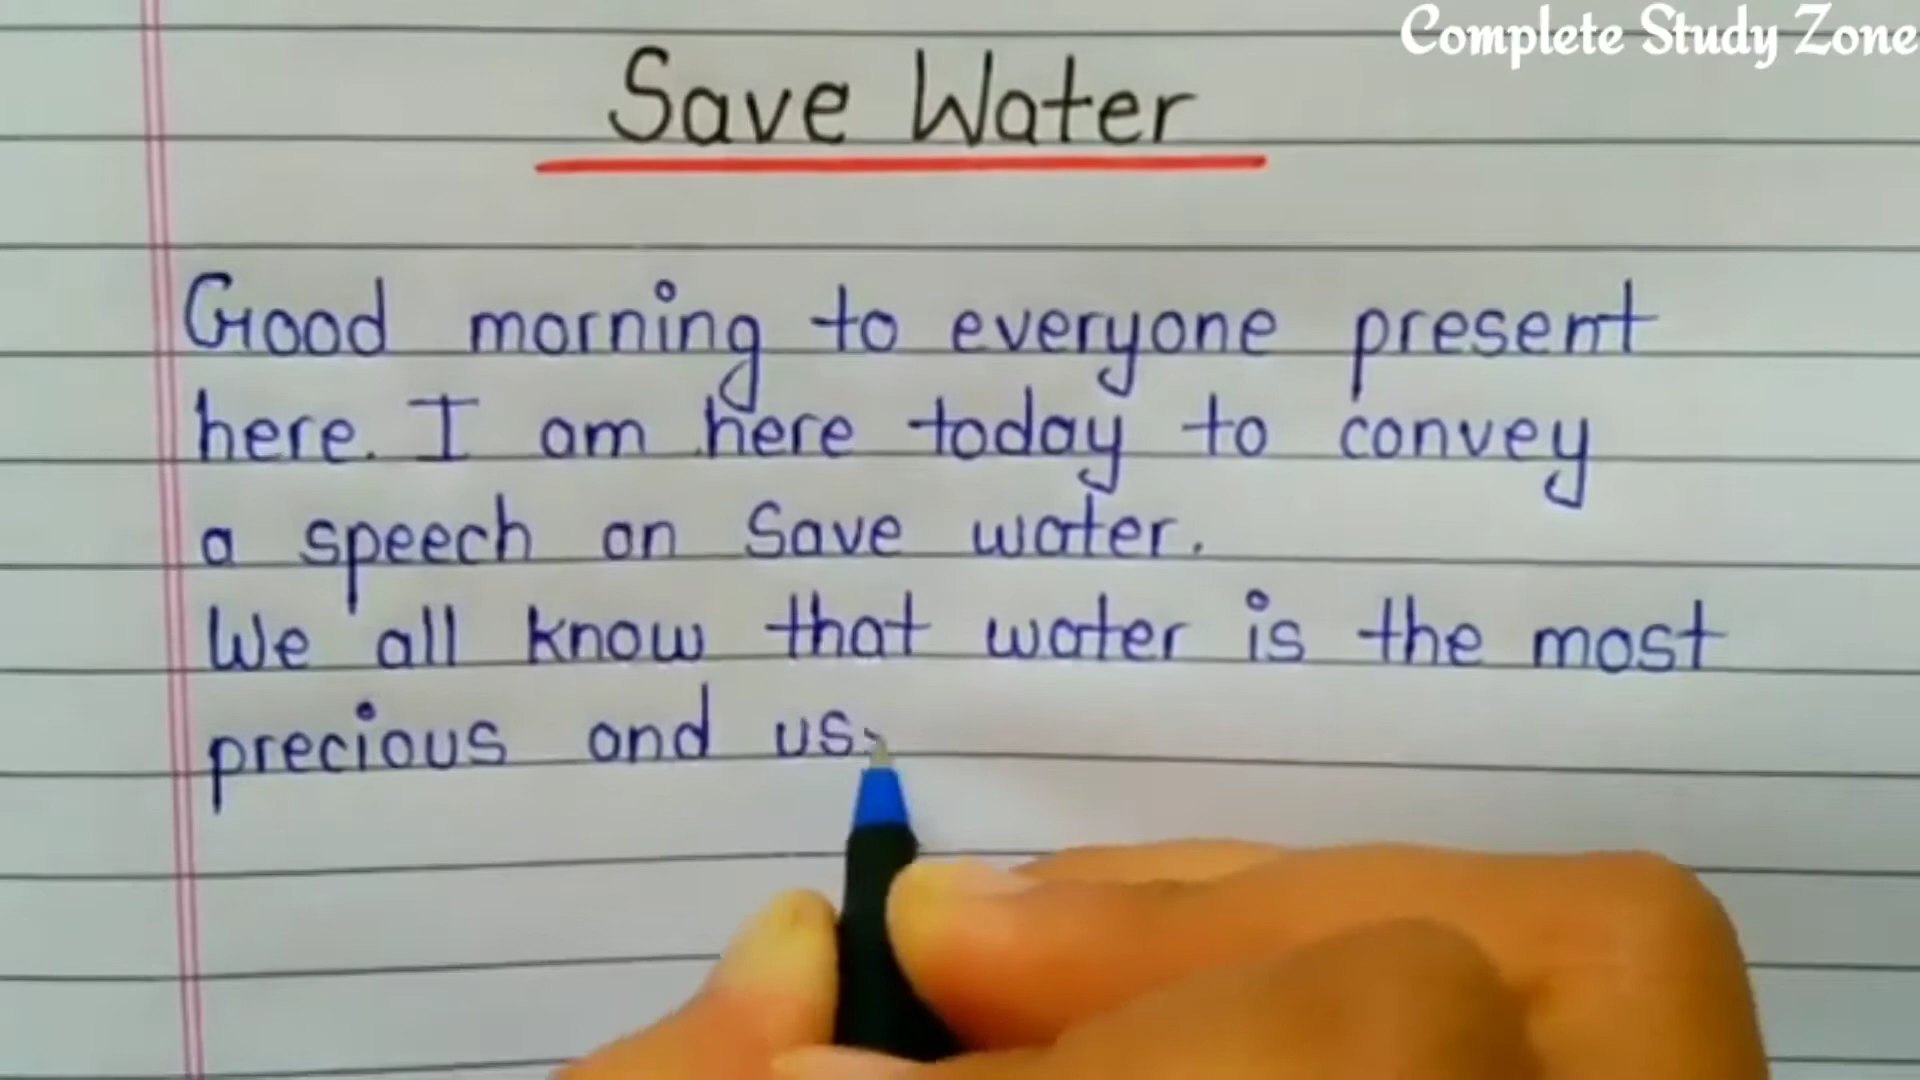 Complete Study Zone
Save Water
Good morning to everyone present
here. I am here today to convey
a speech on Save water.
We all know that water is the most
precious and us